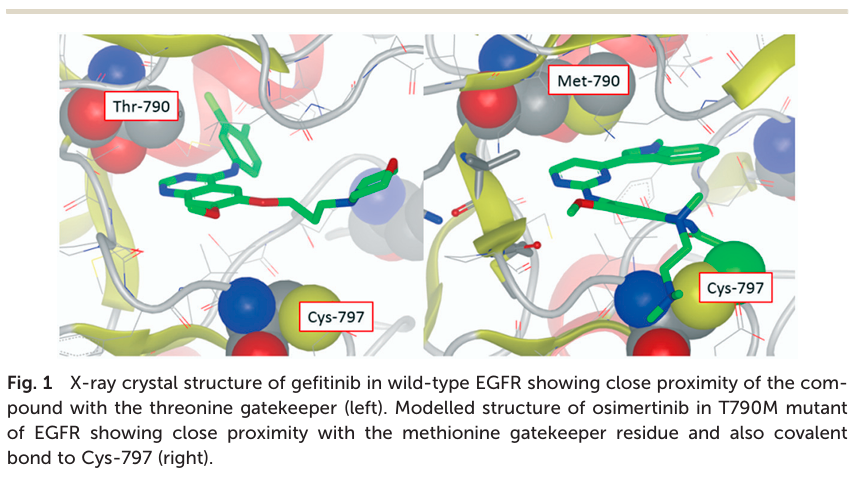 Thr-790
Met-790
Cys-797
Cys-797
Fig. 1 X-ray crystal structure of gefitinib in wild-type EGFR showing close proximity of the com-
pound with the threonine gatekeeper (left). Modelled structure of osimertinib in T790M mutant
of EGFR showing close proximity with the methionine gatekeeper residue and also covalent
bond to Cys-797 (right).